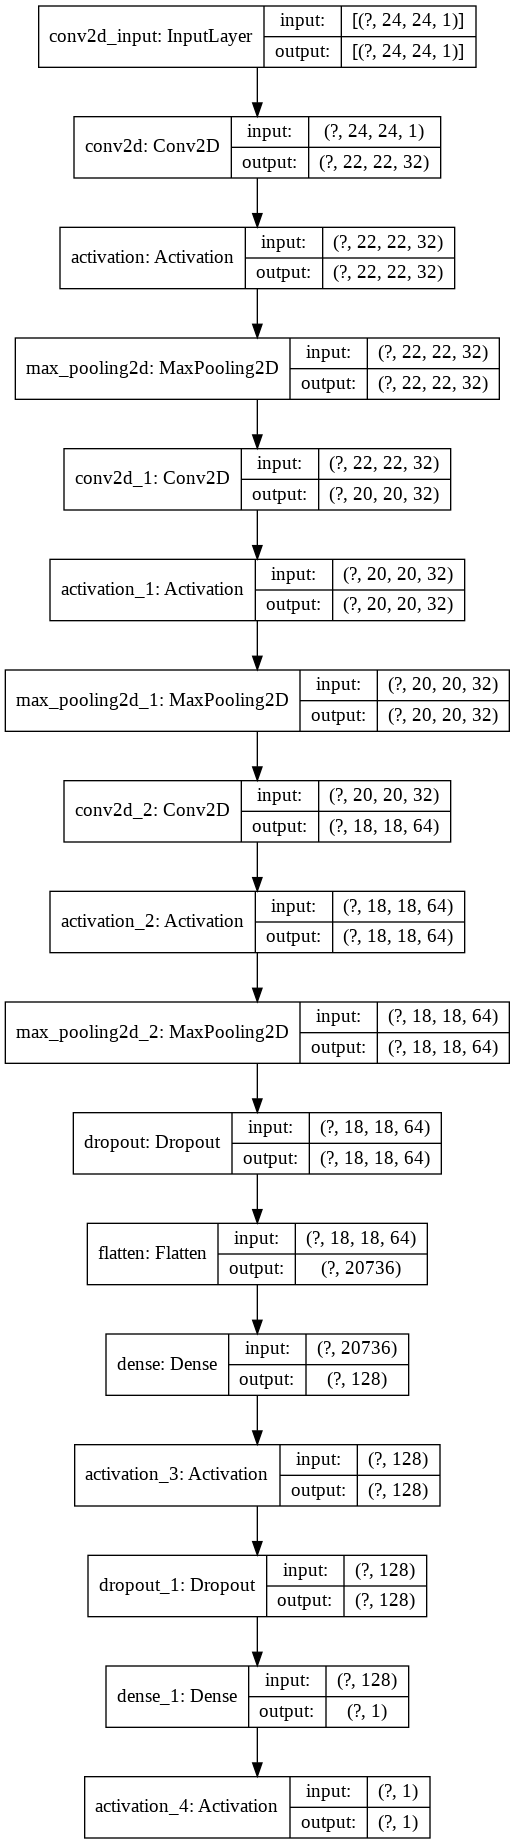 conv2d_input: InputLayer
input: [(?, 24, 24, 1)]
output: [(?, 24, 24, 1)]
conv2d: Conv2D
input: (?, 24, 24, 1)
output: (?, 22, 22, 32)
activation: Activation
input: (?, 22, 22, 32)
output: (?, 22, 22, 32)
max_pooling2d: MaxPooling2D
input: (?, 22, 22, 32)
output: (?, 22, 22, 32)
conv2d_1: Conv2D
input: (?, 22, 22, 32)
output: (?, 20, 20, 32)
activation_1: Activation
input: (?, 20, 20, 32)
output: (?, 20, 20, 32)
max_pooling2d_1: MaxPooling2D
input: (?, 20, 20, 32)
output: (?, 20, 20, 32)
conv2d_2: Conv2D
input: (?, 20, 20, 32)
output: (?, 18, 18, 64)
activation_2: Activation
input: (?, 18, 18, 64)
output: (?, 18, 18, 64)
max_pooling2d_2: MaxPooling2D
input: (?, 18, 18, 64)
output: (?, 18, 18, 64)
dropout: Dropout
input: (?, 18, 18, 64)
output: (?, 18, 18, 64)
flatten: Flatten
input: (?, 18, 18, 64)
output: (?, 20736)
dense: Dense
input: (?, 20736)
output: (?, 128)
activation_3: Activation
input: (?, 128)
output: (?, 128)
dropout_1: Dropout
input: (?, 128)
output: (?, 128)
dense_1: Dense
input: (?, 128)
output: (?, 1)
activation_4: Activation
input: (?, 1)
output: (?, 1)